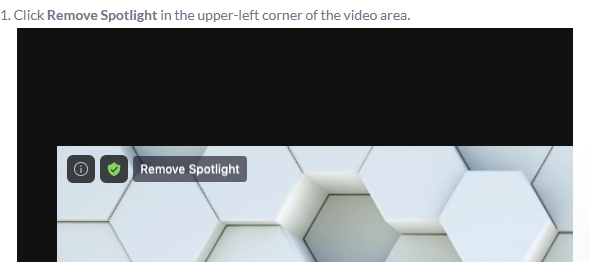 1. Click Remove Spotlight in the upper-left corner of the video area.
Remove Spotlight